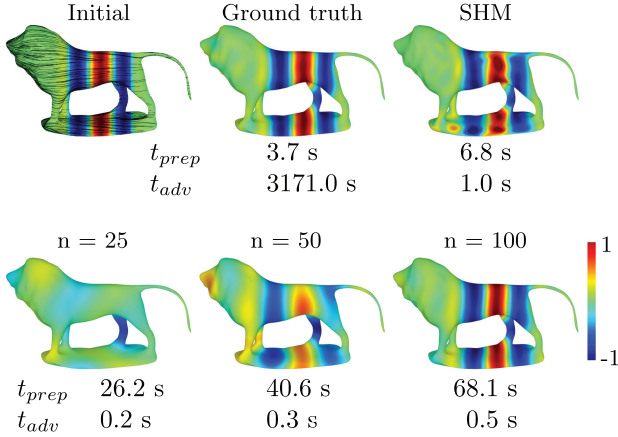 Initial Ground truth SHM
t_prep 3.7 s 6.8 s
t_adv 3171.0 s 1.0 s
n = 25 n = 50 n = 100
1
-1
t_prep 26.2 s 40.6 s 68.1 s
t_adv 0.2 s 0.3 s 0.5 s